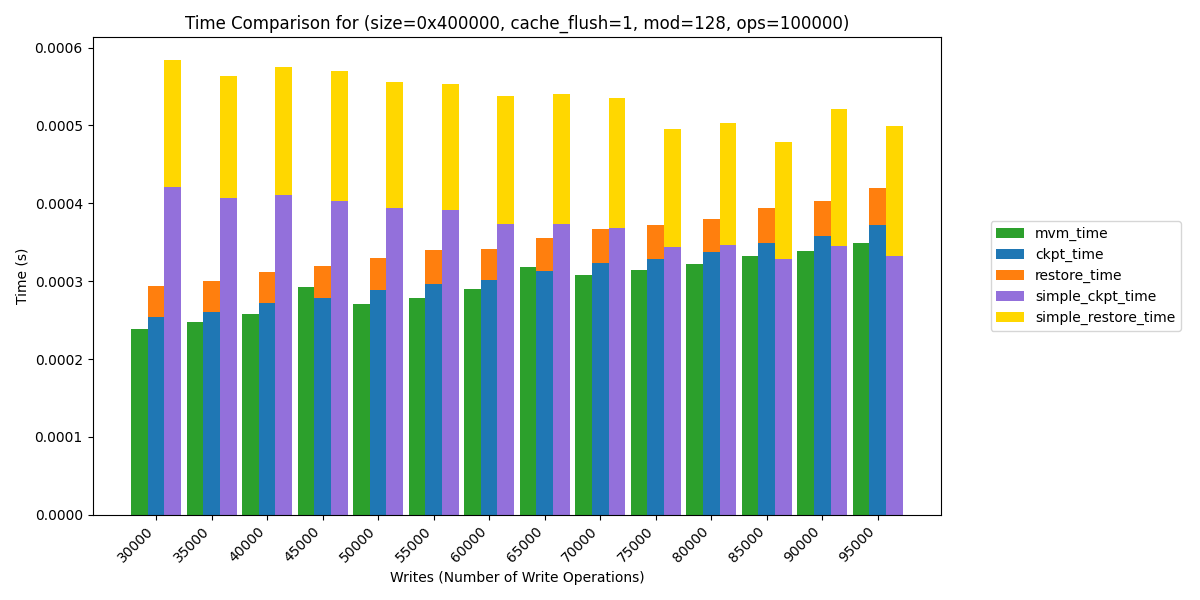 Time Comparison for (size=0x400000, cache_flush=1, mod=128, ops=100000)
Time (s)
0.0006
0.0005
0.0004
0.0003
0.0002
0.0001
0.0000
30000
35000
40000
45000
50000
55000
60000
65000
70000
75000
80000
85000
90000
95000
Writes (Number of Write Operations)
mvm_time
ckpt_time
restore_time
simple_ckpt_time
simple_restore_time